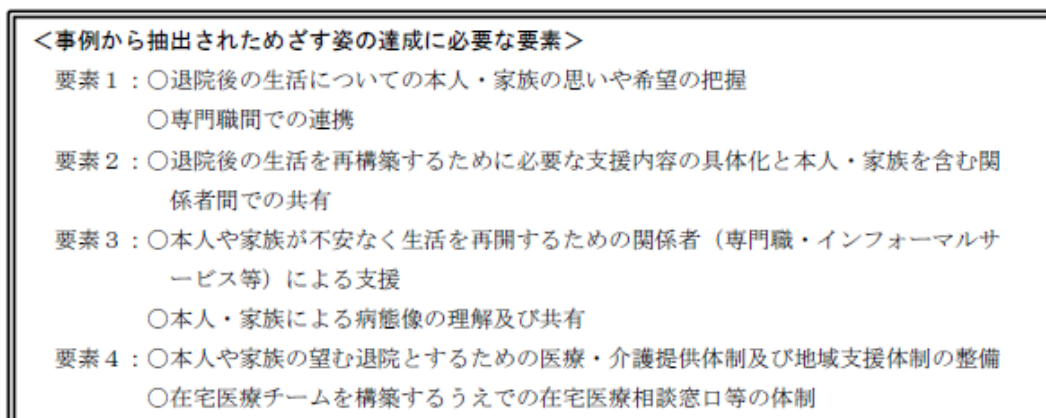 ＜事例から抽出されためざす姿の達成に必要な要素＞
要素１：○退院後の生活についての本人・家族の思いや希望の把握
○専門職間での連携
要素２：○退院後の生活を再構築するために必要な支援内容の具体化と本人・家族を含む関
係者間での共有
要素３：○本人や家族が不安なく生活を再開するための関係者（専門職・インフォーマルサ
ービス等）による支援
○本人・家族による病態像の理解及び共有
要素４：○本人や家族の望む退院とするための医療・介護提供体制及び地域支援体制の整備
○在宅医療チームを構築するうえでの在宅医療相談窓口等の体制